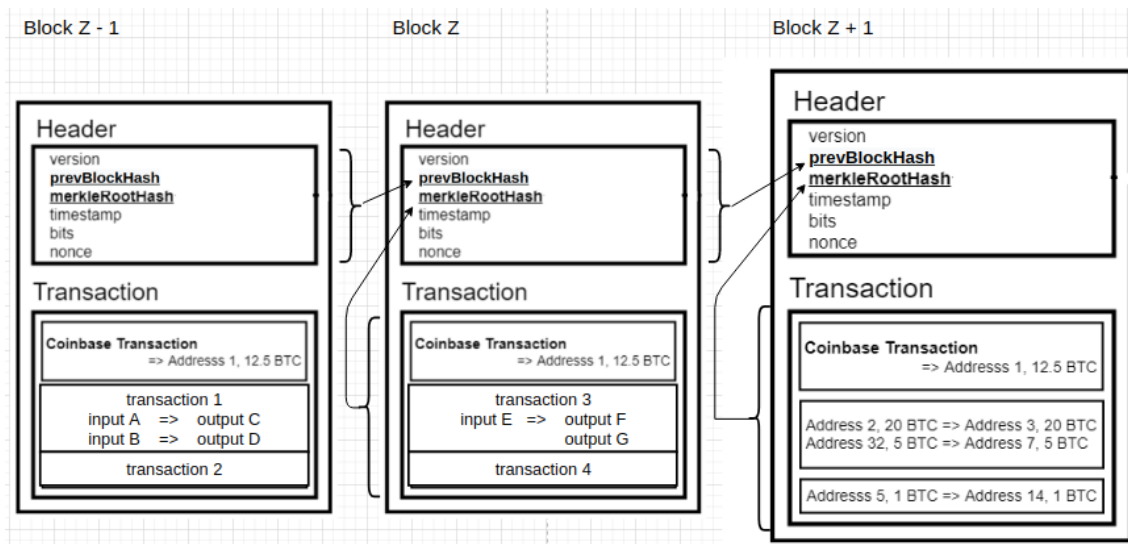 Block Z - 1
Header
version
prevBlockHash
merkleRootHash
timestamp
bits
nonce
Transaction
Coinbase Transaction
=> Addresss 1, 12.5 BTC
transaction 1
input A => output C
input B => output D
transaction 2
Block Z
Header
version
prevBlockHash
merkleRootHash
timestamp
bits
nonce
Transaction
Coinbase Transaction
=> Addresss 1, 12.5 BTC
transaction 3
input E => output F
output G
transaction 4
Block Z + 1
Header
version
prevBlockHash
merkleRootHash
timestamp
bits
nonce
Transaction
Coinbase Transaction
=> Addresss 1, 12.5 BTC
Address 2, 20 BTC => Address 3, 20 BTC
Address 32, 5 BTC => Address 7, 5 BTC
Addresss 5, 1 BTC => Address 14, 1 BTC